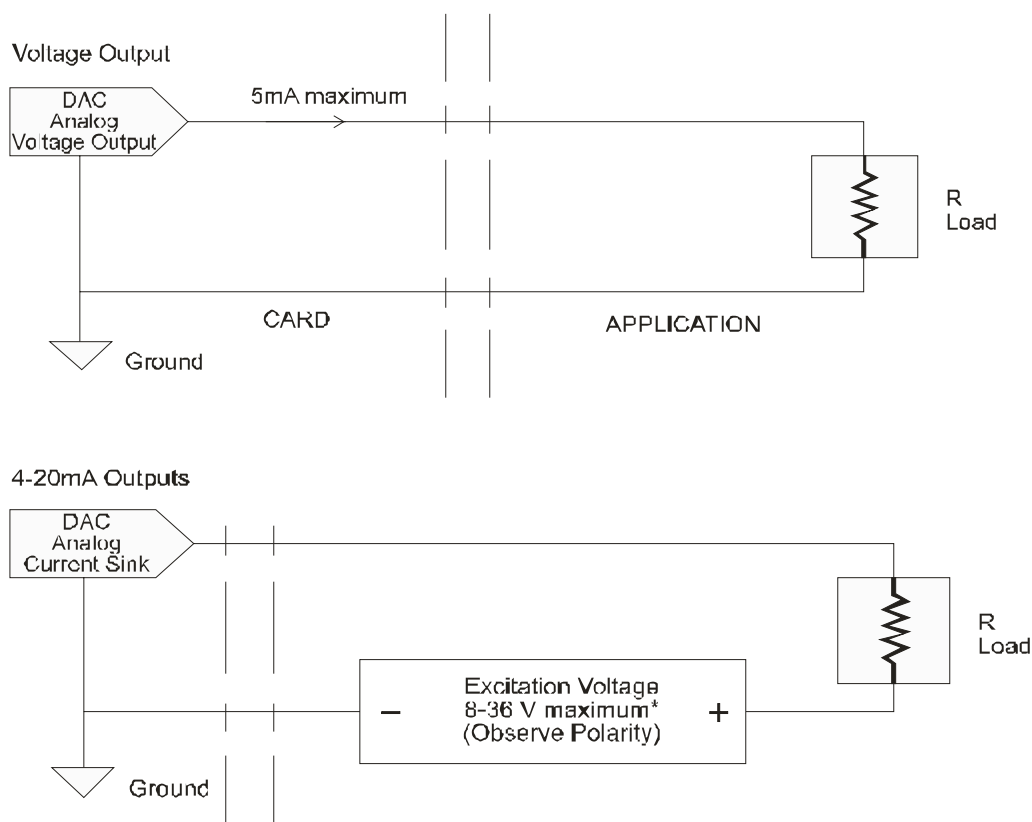 Voltage Output
DAC
Analog
Voltage Output
5mA maximum
R
Load
CARD
APPLICATION
Ground
4-20mA Outputs
DAC
Analog
Current Sink
R
Load
Excitation Voltage
– 8-36 V maximum* +
(Observe Polarity)
Ground